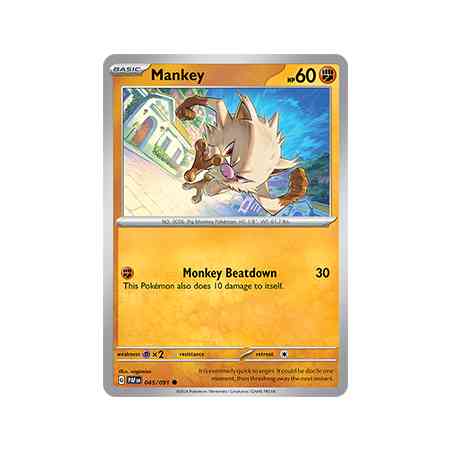 BASIC Mankey HP60
NO. 0056 Pig Monkey Pokémon HT: 1'8" WT: 61.7 lbs.
Monkey Beatdown 30
This Pokémon also does 10 damage to itself.
weakness ×2 resistance retreat
Illus.
PAF EN 045/091
It is extremely quick to anger. It could be docile one
moment, then thrashing away the next instant.
©2024 Pokémon / Nintendo / Creatures / GAME FREAK